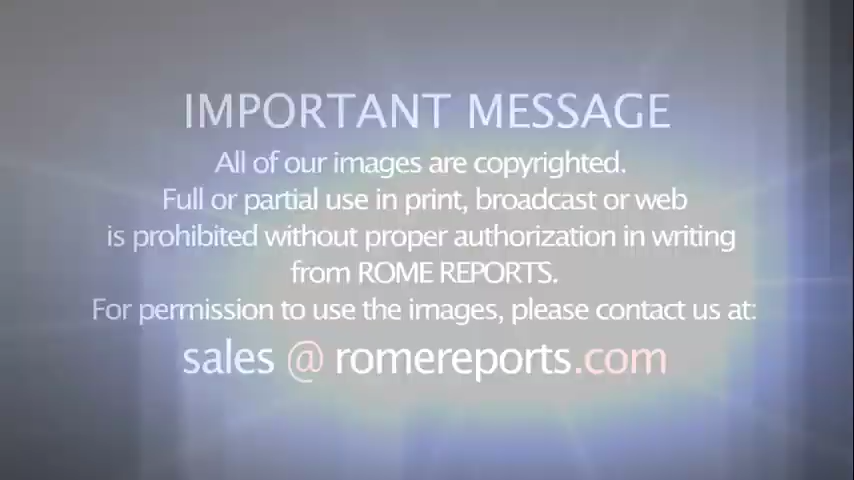 IMPORTANT MESSAGE
All of our images are copyrighted.
Full or partial use in print, broadcast or web
is prohibited without proper authorization in writing
from ROME REPORTS.
For permission to use the images, please contact us at:
sales @ romereports.com